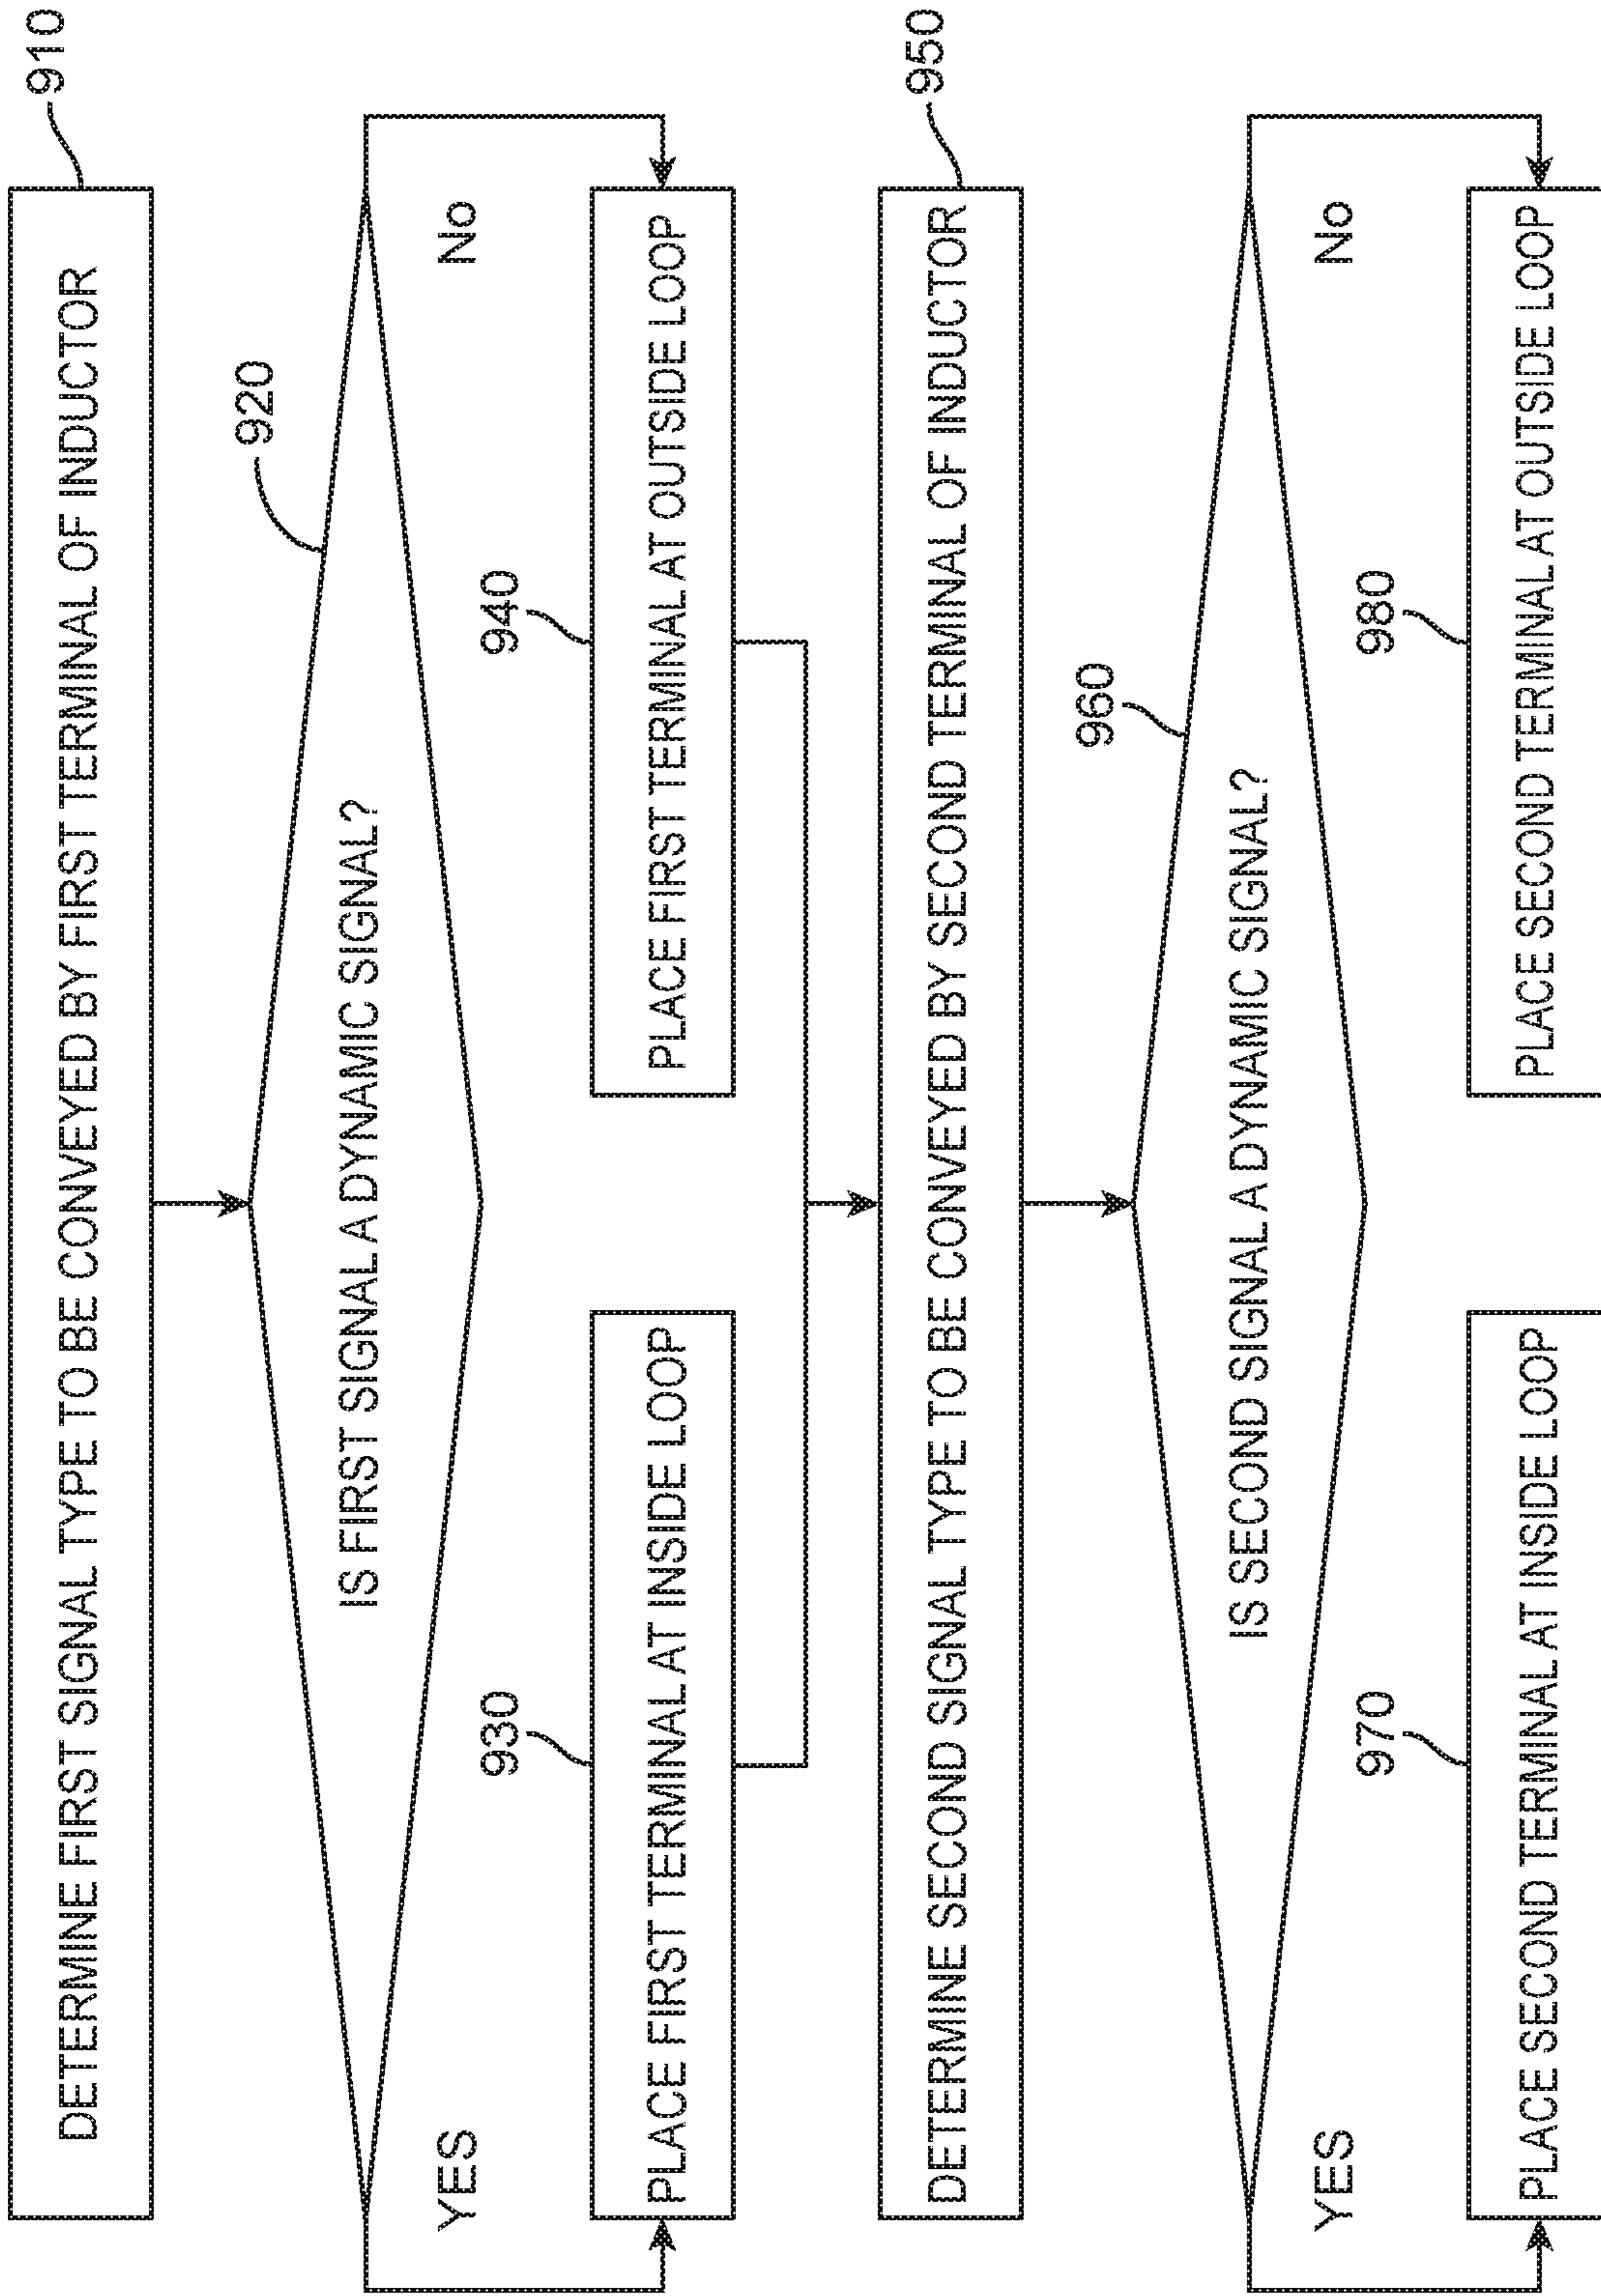 DETERMINE FIRST SIGNAL TYPE TO BE CONVEYED BY FIRST TERMINAL OF INDUCTOR
910
920
IS FIRST SIGNAL A DYNAMIC SIGNAL?
YES
No
930
940
PLACE FIRST TERMINAL AT INSIDE LOOP
PLACE FIRST TERMINAL AT OUTSIDE LOOP
950
DETERMINE SECOND SIGNAL TYPE TO BE CONVEYED BY SECOND TERMINAL OF INDUCTOR
960
IS SECOND SIGNAL A DYNAMIC SIGNAL?
YES
No
970
980
PLACE SECOND TERMINAL AT INSIDE LOOP
PLACE SECOND TERMINAL AT OUTSIDE LOOP